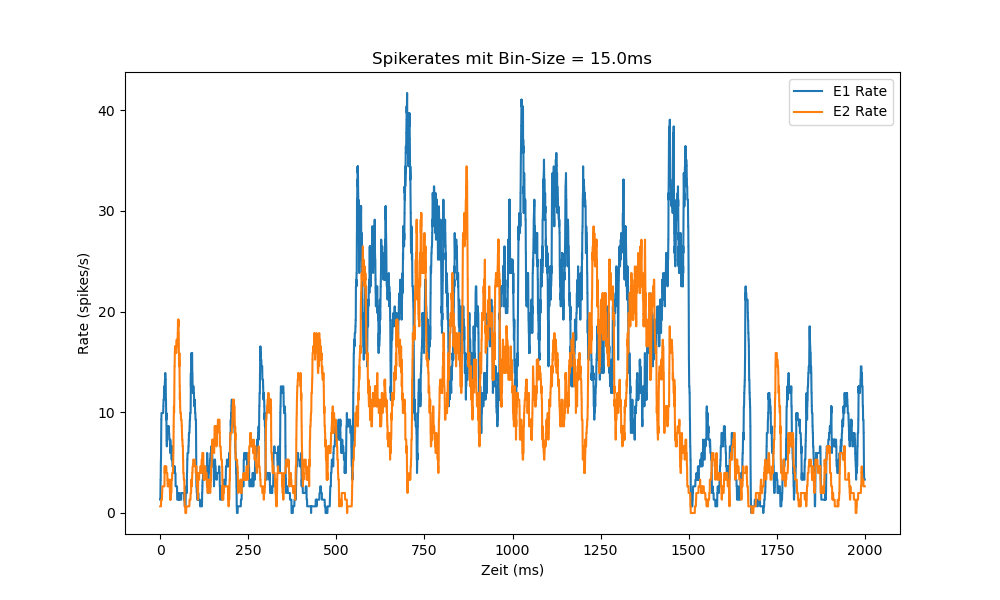 Spikerates mit Bin-Size = 15.0ms
E1 Rate
E2 Rate
Rate (spikes/s)
40
30
20
10
0
0 250 500 750 1000 1250 1500 1750 2000
Zeit (ms)